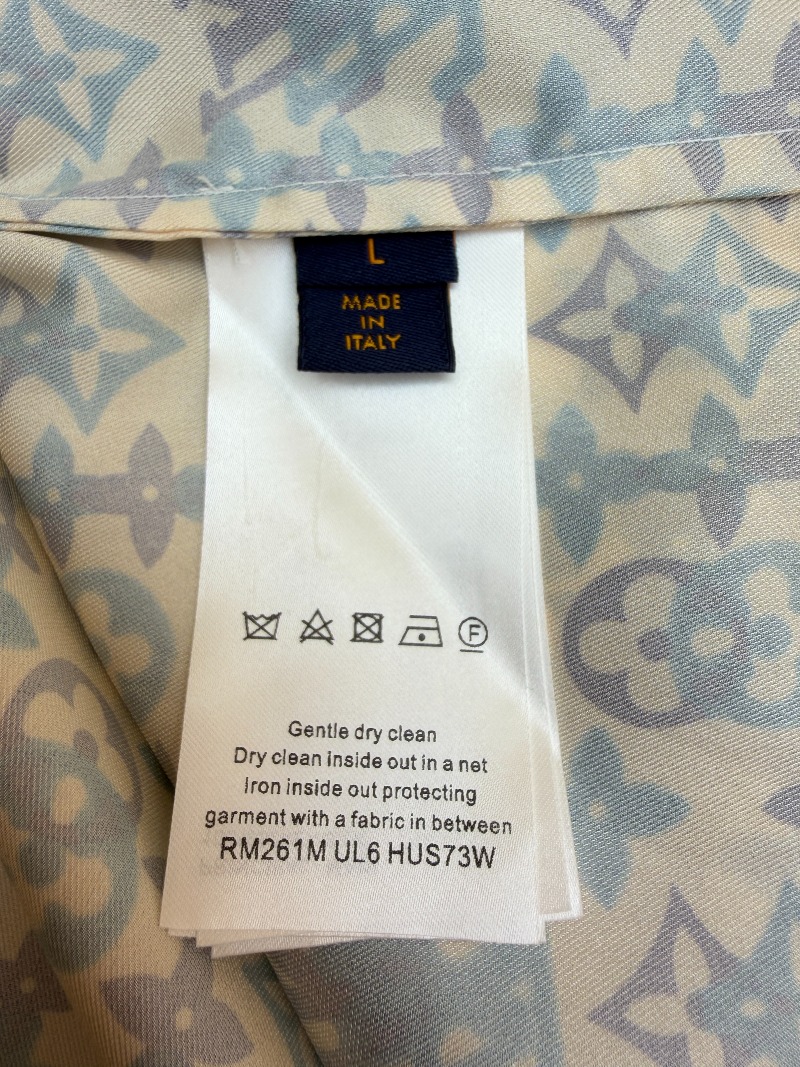 L
MADE
IN
ITALY
F
Gentle dry clean
Dry clean inside out in a net
Iron inside out protecting
garment with a fabric in between
RM261M UL6 HUS73W